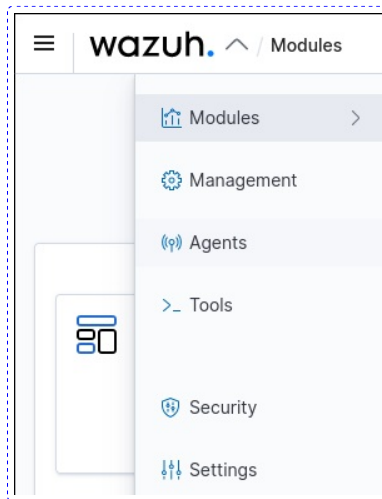 wazuh. / Modules
Modules
Management
Agents
Tools
Security
Settings